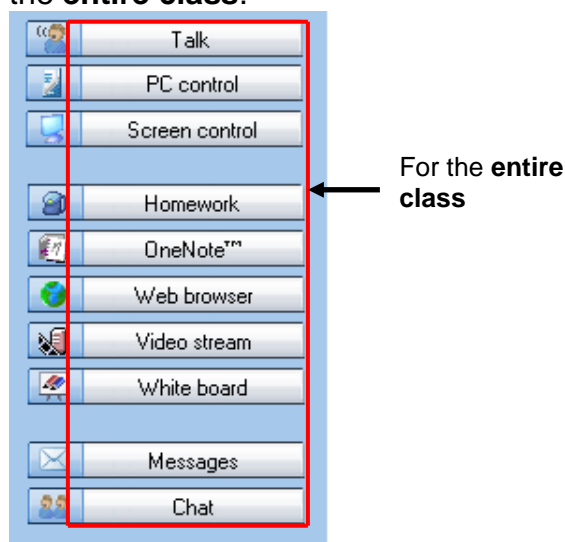 the entire class.
Talk
PC control
Screen control
For the entire
class
Homework
OneNote™
Web browser
Video stream
White board
Messages
Chat